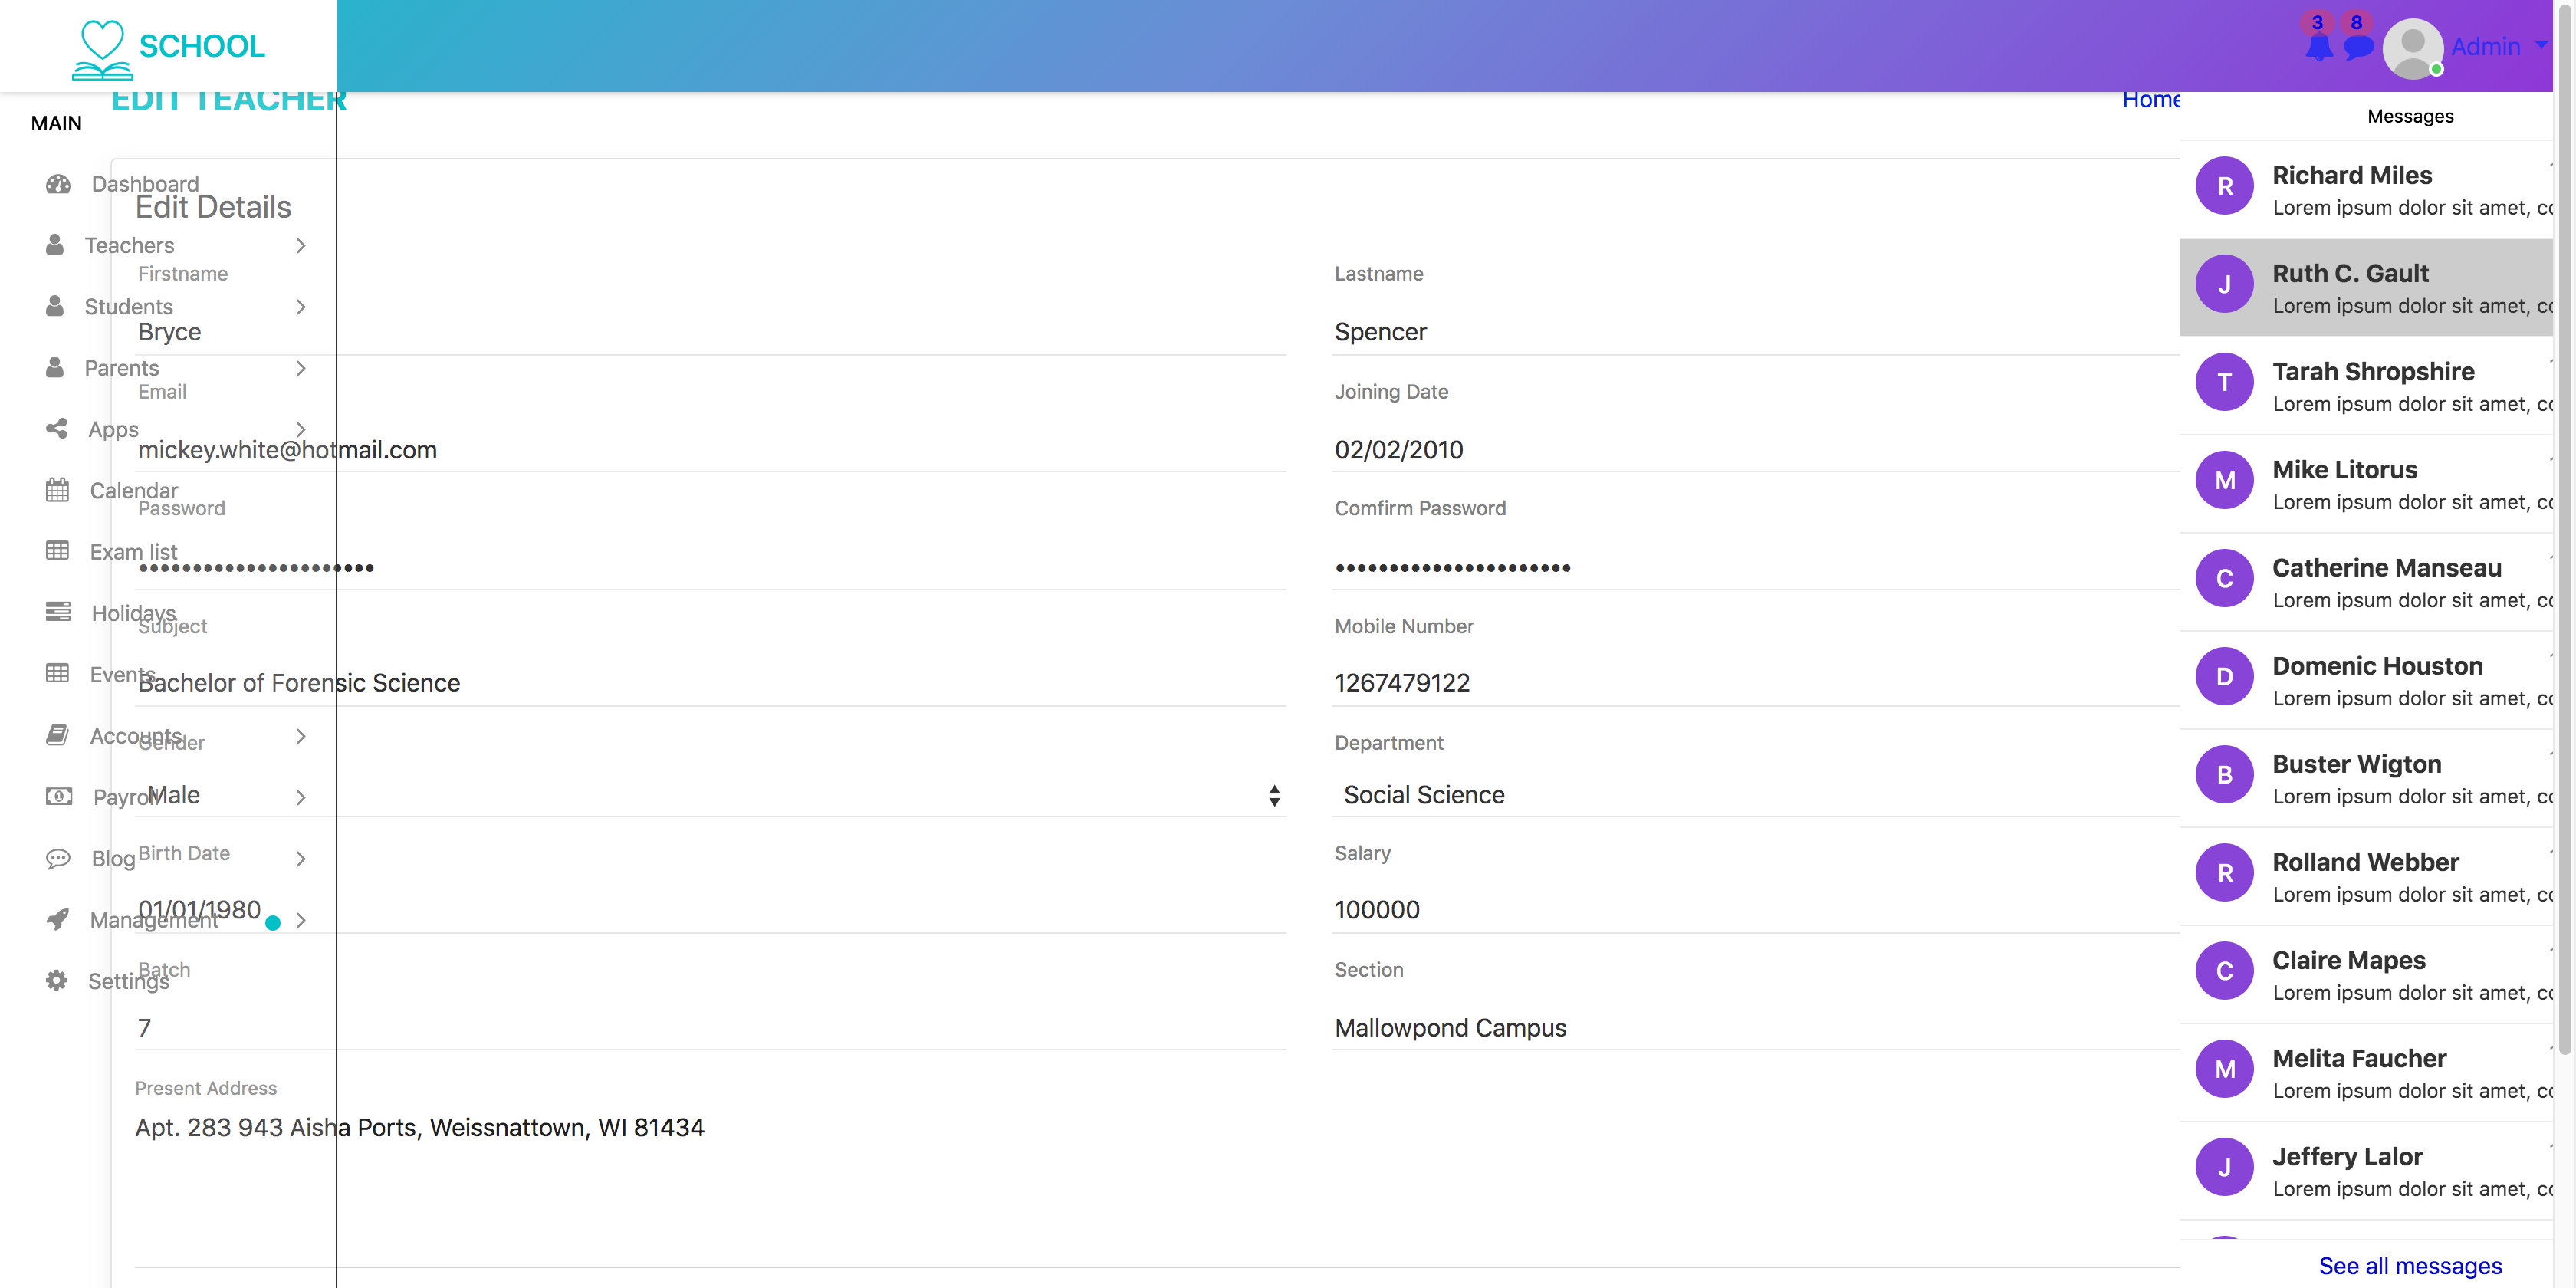 SCHOOL
3 8
Admin
EDIT TEACHER
Home
MAIN
Dashboard
Teachers
Students
Parents
Apps
Calendar
Exam list
Holidays
Events
Accounts
Payroll
Blog
Management
Settings
Edit Details
Firstname
Bryce
Lastname
Spencer
Email
mickey.white@hotmail.com
Joining Date
02/02/2010
Password
••••••••••••••••••••••
Comfirm Password
••••••••••••••••••••••
Subject
Bachelor of Forensic Science
Mobile Number
1267479122
Gender
Male
Department
Social Science
Birth Date
01/01/1980
Salary
100000
Batch
7
Section
Mallowpond Campus
Present Address
Apt. 283 943 Aisha Ports, Weissnattown, WI 81434
Messages
R
Richard Miles
Lorem ipsum dolor sit amet,
J
Ruth C. Gault
Lorem ipsum dolor sit amet,
T
Tarah Shropshire
Lorem ipsum dolor sit amet,
M
Mike Litorus
Lorem ipsum dolor sit amet,
C
Catherine Manseau
Lorem ipsum dolor sit amet,
D
Domenic Houston
Lorem ipsum dolor sit amet,
B
Buster Wigton
Lorem ipsum dolor sit amet,
R
Rolland Webber
Lorem ipsum dolor sit amet,
C
Claire Mapes
Lorem ipsum dolor sit amet,
M
Melita Faucher
Lorem ipsum dolor sit amet,
J
Jeffery Lalor
Lorem ipsum dolor sit amet,
See all messages